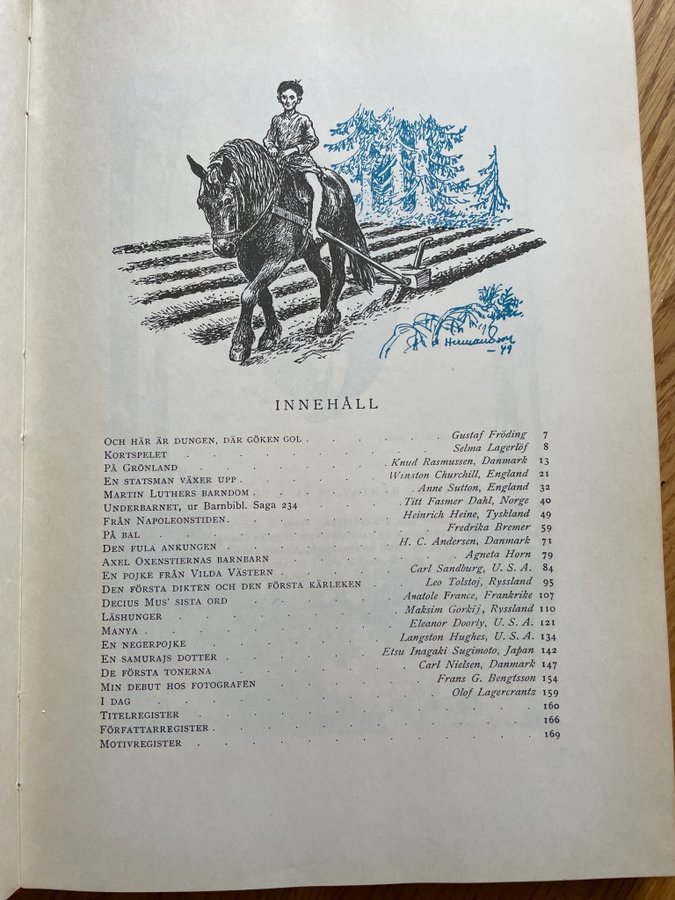 -49
INNEHÅLL
OCH HÄR ÄR DUNGEN, DÄR GÖKEN GOL . . . . . . Gustaf Fröding 7
KORTSPELET . . . . . . Selma Lagerlöf 8
PÅ GRÖNLAND . . . . . . Knud Rasmussen, Danmark 13
EN STATSMAN VÄXER UPP . . . . . . Winston Churchill, England 21
MARTIN LUTHERS BARNDOM . . . . . . Anne Sutton, England 32
UNDERBARNET, ur Barnbibl. Saga 234 . . . . . . Titt Fasmer Dahl, Norge 40
FRÅN NAPOLEONSTIDEN . . . . . . Heinrich Heine, Tyskland 49
PÅ BAL . . . . . . Fredrika Bremer 59
DEN FULA ANKUNGEN . . . . . . H. C. Andersen, Danmark 71
AXEL OXENSTIERNAS BARNBARN . . . . . . Agneta Horn 79
EN POJKE FRÅN VILDA VÄSTERN . . . . . . Carl Sandburg, U. S. A. 84
DEN FÖRSTA DIKTEN OCH DEN FÖRSTA KÄRLEKEN . . . . Leo Tolstoj, Ryssland 95
DECIUS MUS' SISTA ORD . . . . . . Anatole France, Frankrike 107
LÄSHUNGER . . . . . . Maksim Gorkij, Ryssland 110
MANYA . . . . . . Eleanor Doorly, U. S. A. 121
EN NEGERPOJKE . . . . . . Langston Hughes, U. S. A. 134
EN SAMURAJS DOTTER . . . . . . Etsu Inagaki Sugimoto, Japan 142
DE FÖRSTA TONERNA . . . . . . Carl Nielsen, Danmark 147
MIN DEBUT HOS FOTOGRAFEN . . . . . . Frans G. Bengtsson 154
I DAG . . . . . . Olof Lagercrantz 159
TITELREGISTER . . . . . . 160
FÖRFATTARREGISTER . . . . . . 166
MOTIVREGISTER . . . . . . 169